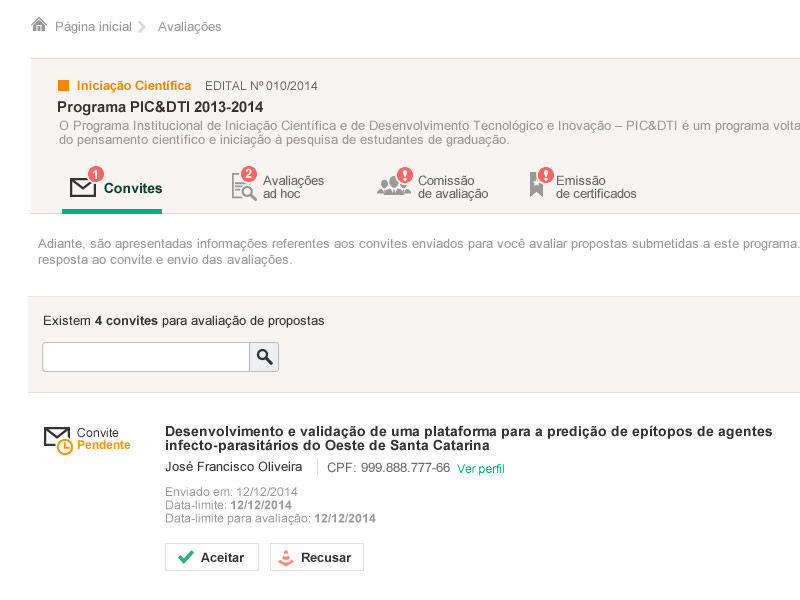 Página inicial Avaliações
Iniciação Científica EDITAL Nº 010/2014
Programa PIC&DTI 2013-2014
O Programa Institucional de Iniciação Científica e de Desenvolvimento Tecnológico e Inovação – PIC&DTI é um programa volta
do pensamento científico e iniciação à pesquisa de estudantes de graduação.
1 Convites
2 Avaliações
ad hoc
! Comissão
de avaliação
! Emissão
de certificados
Adiante, são apresentadas informações referentes aos convites enviados para você avaliar propostas submetidas a este programa.
resposta ao convite e envio das avaliações.
Existem 4 convites para avaliação de propostas
Convite
Pendente
Desenvolvimento e validação de uma plataforma para a predição de epítopos de agentes
infecto-parasitários do Oeste de Santa Catarina
José Francisco Oliveira CPF: 999.888.777-66 Ver perfil
Enviado em: 12/12/2014
Data-limite: 12/12/2014
Data-limite para avaliação: 12/12/2014
Aceitar Recusar